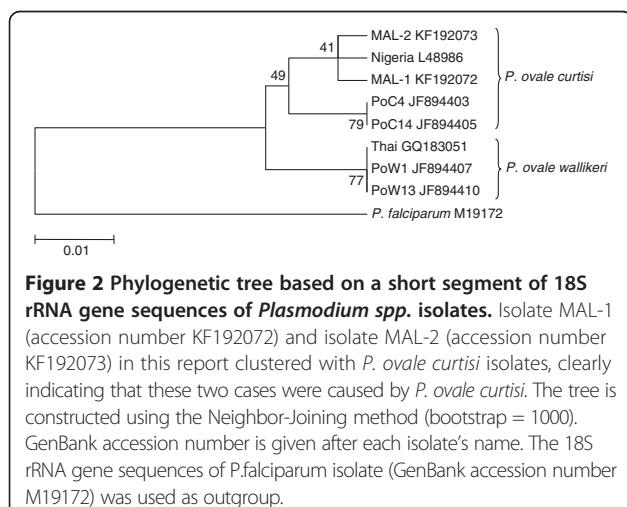 MAL-2 KF192073
41
Nigeria L48986
MAL-1 KF192072
P. ovale curtisi
49
PoC4 JF894403
79
PoC14 JF894405
Thai GQ183051
PoW1 JF894407
P. ovale wallikeri
77
PoW13 JF894410
P. falciparum M19172
0.01
Figure 2 Phylogenetic tree based on a short segment of 18S
rRNA gene sequences of Plasmodium spp. isolates. Isolate MAL-1
(accession number KF192072) and isolate MAL-2 (accession number
KF192073) in this report clustered with P. ovale curtisi isolates, clearly
indicating that these two cases were caused by P. ovale curtisi. The tree is
constructed using the Neighbor-Joining method (bootstrap = 1000).
GenBank accession number is given after each isolate's name. The 18S
rRNA gene sequences of P.falciparum isolate (GenBank accession number
M19172) was used as outgroup.